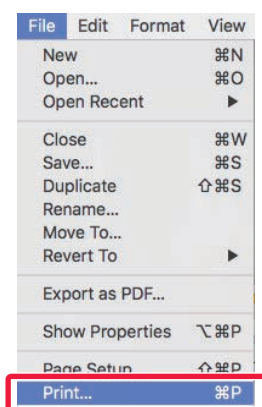 File Edit Format View
New ⌘N
Open... ⌘O
Open Recent ▶
Close ⌘W
Save... ⌘S
Duplicate ⇧⌘S
Rename...
Move To...
Revert To ▶
Export as PDF...
Show Properties ⌥⌘P
Page Setup ⇧⌘P
Print... ⌘P